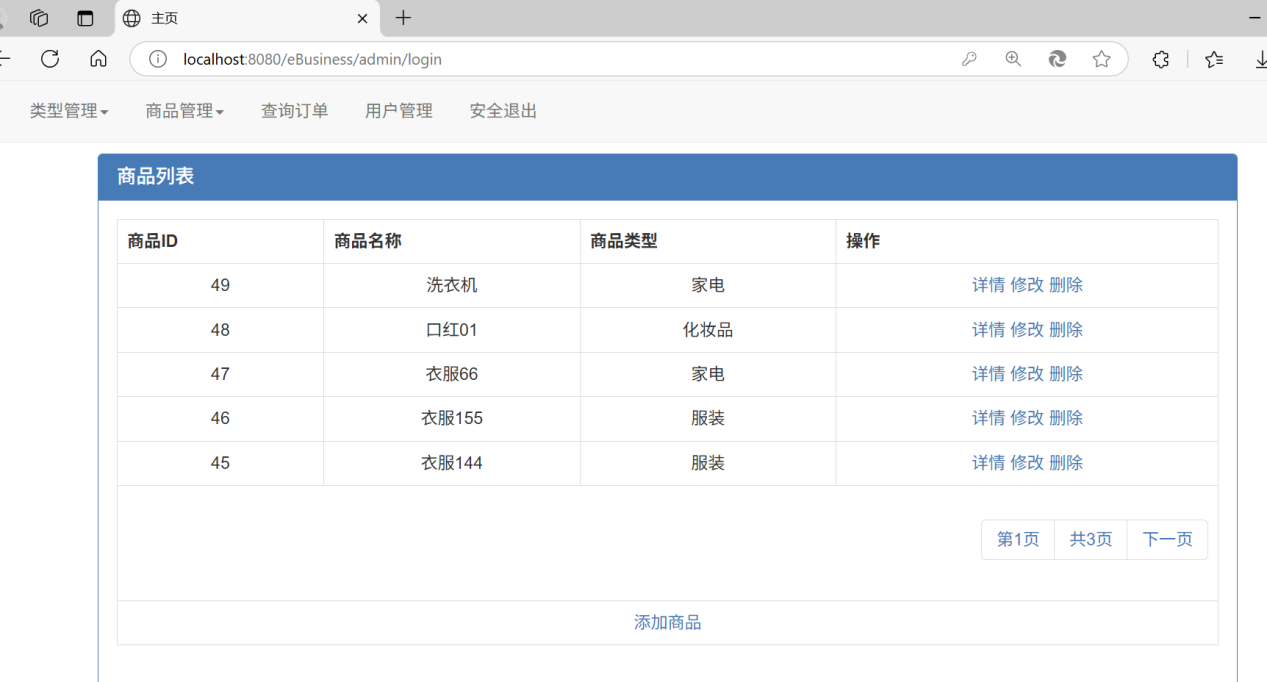 主页
localhost:8080/eBusiness/admin/login
类型管理 商品管理 查询订单 用户管理 安全退出
商品列表
商品ID 商品名称 商品类型 操作
49 洗衣机 家电 详情 修改 删除
48 口红01 化妆品 详情 修改 删除
47 衣服66 家电 详情 修改 删除
46 衣服155 服装 详情 修改 删除
45 衣服144 服装 详情 修改 删除
第1页 共3页 下一页
添加商品